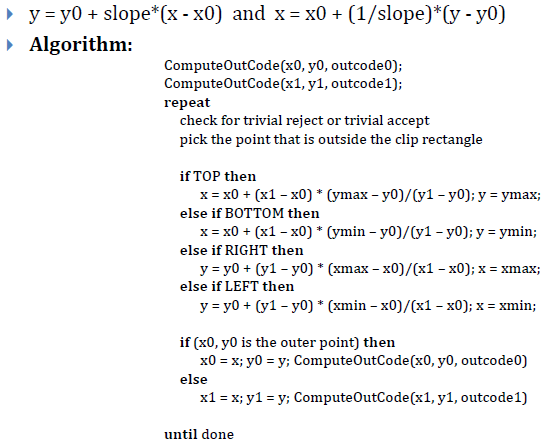 y = y0 + slope*(x - x0) and x = x0 + (1/slope)*(y - y0)
Algorithm:
ComputeOutCode(x0, y0, outcode0);
ComputeOutCode(x1, y1, outcode1);
repeat
check for trivial reject or trivial accept
pick the point that is outside the clip rectangle
if TOP then
x = x0 + (x1 – x0) * (ymax – y0)/(y1 – y0); y = ymax;
else if BOTTOM then
x = x0 + (x1 – x0) * (ymin – y0)/(y1 – y0); y = ymin;
else if RIGHT then
y = y0 + (y1 – y0) * (xmax – x0)/(x1 – x0); x = xmax;
else if LEFT then
y = y0 + (y1 – y0) * (xmin – x0)/(x1 – x0); x = xmin;
if (x0, y0 is the outer point) then
x0 = x; y0 = y; ComputeOutCode(x0, y0, outcode0)
else
x1 = x; y1 = y; ComputeOutCode(x1, y1, outcode1)
until done